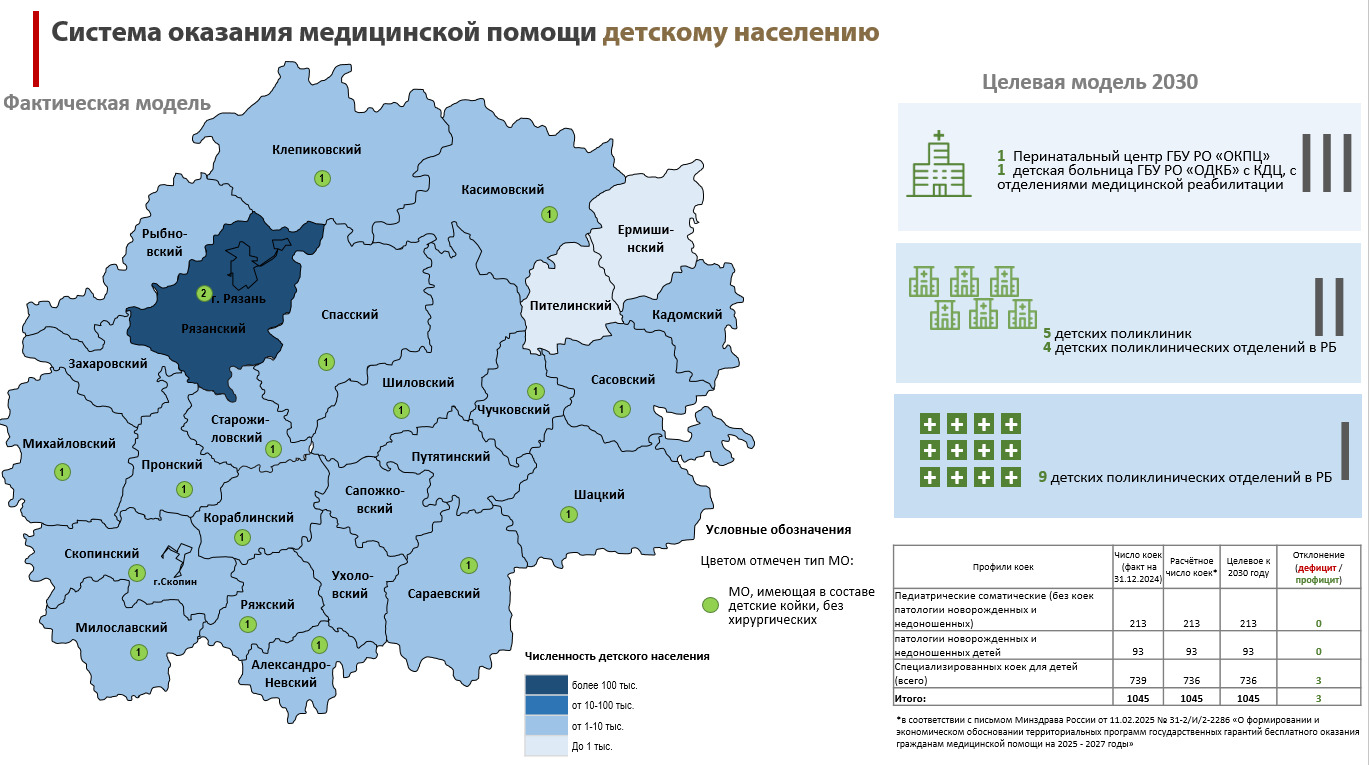 Система оказания медицинской помощи детскому населению
Фактическая модель
Клепиковский
1
Касимовский
1
Ермиши-
нский
Рыбно-
вский
2
г. Рязань
Рязанский
Спасский
1
Пителинский
Кадомский
Захаровский
Шиловский
1
Чучковский
1
Сасовский
1
Старожи-
ловский
1
Михайловский
1
Пронский
1
Путятинский
Сапожко-
вский
Шацкий
1
Кораблинский
1
Скопинский
1
г.Скопин
Ухоло-
вский
Сараевский
1
Ряжский
1
Милославский
1
Александро-
Невский
1
Условные обозначения
Цветом отмечен тип МО:
МО, имеющая в составе
детские койки, без
хирургических
Численность детского населения
более 100 тыс.
от 10-100 тыс.
от 1-10 тыс.
До 1 тыс.
Целевая модель 2030
1 Перинатальный центр ГБУ РО «ОКПЦ»
1 детская больница ГБУ РО «ОДКБ» с КДЦ, с
отделениями медицинской реабилитации
III
5 детских поликлиник
4 детских поликлинических отделений в РБ
II
9 детских поликлинических отделений в РБ
I
Профили коек
Число коек
(факт на
31.12.2024)
Расчётное
число коек*
Целевое к
2030 году
Отклонение
(дефицит /
профицит)
Педиатрические соматические (без коек
патологии новорожденных и
недоношенных) 213 213 213 0
патологии новорожденных и
недоношенных детей 93 93 93 0
Специализированных коек для детей
(всего) 739 736 736 3
Итого: 1045 1045 1045 3
*в соответствии с письмом Минздрава России от 11.02.2025 № 31-2/И/2-2286 «О формировании и
экономическом обосновании территориальных программ государственных гарантий бесплатного оказания
гражданам медицинской помощи на 2025 - 2027 годы»